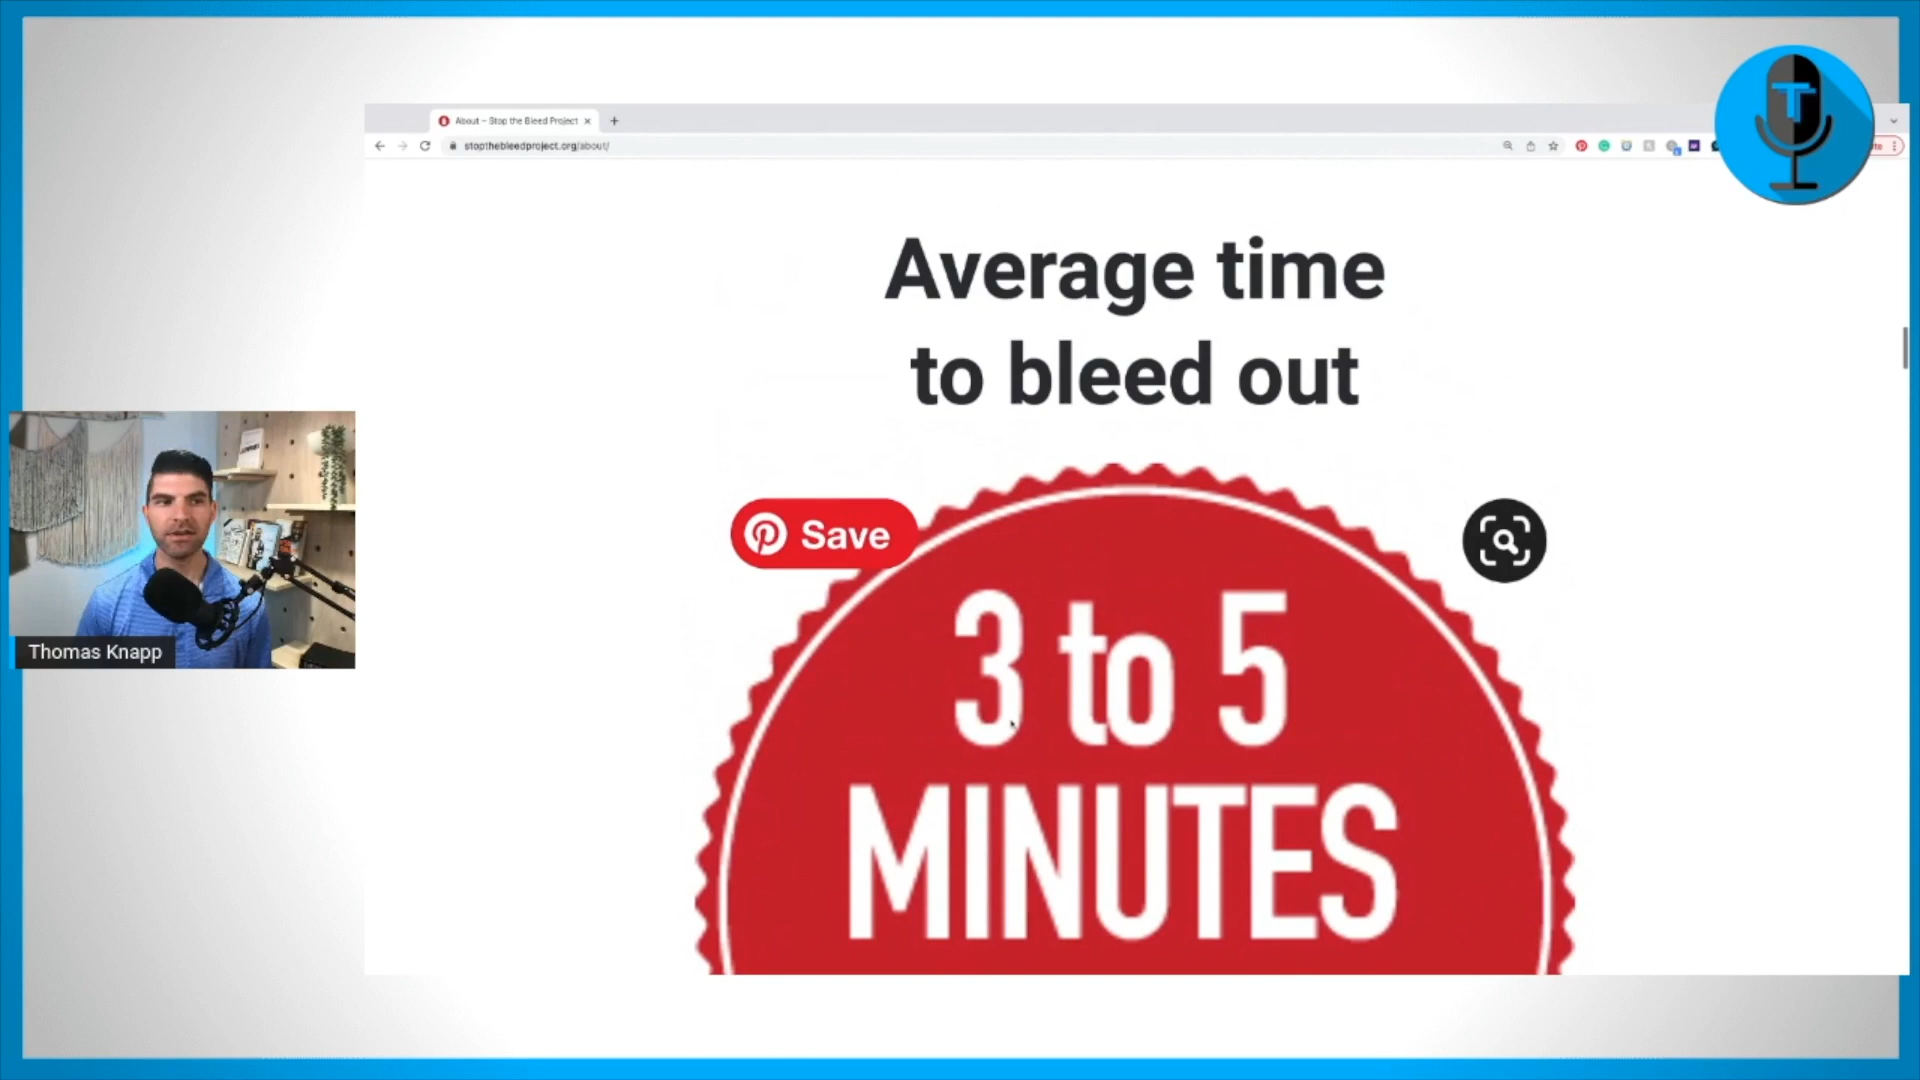 About – Stop the Bleed Project
stopthebleedproject.org/about/
T
Average time
to bleed out
Save
3 to 5
MINUTES
Thomas Knapp